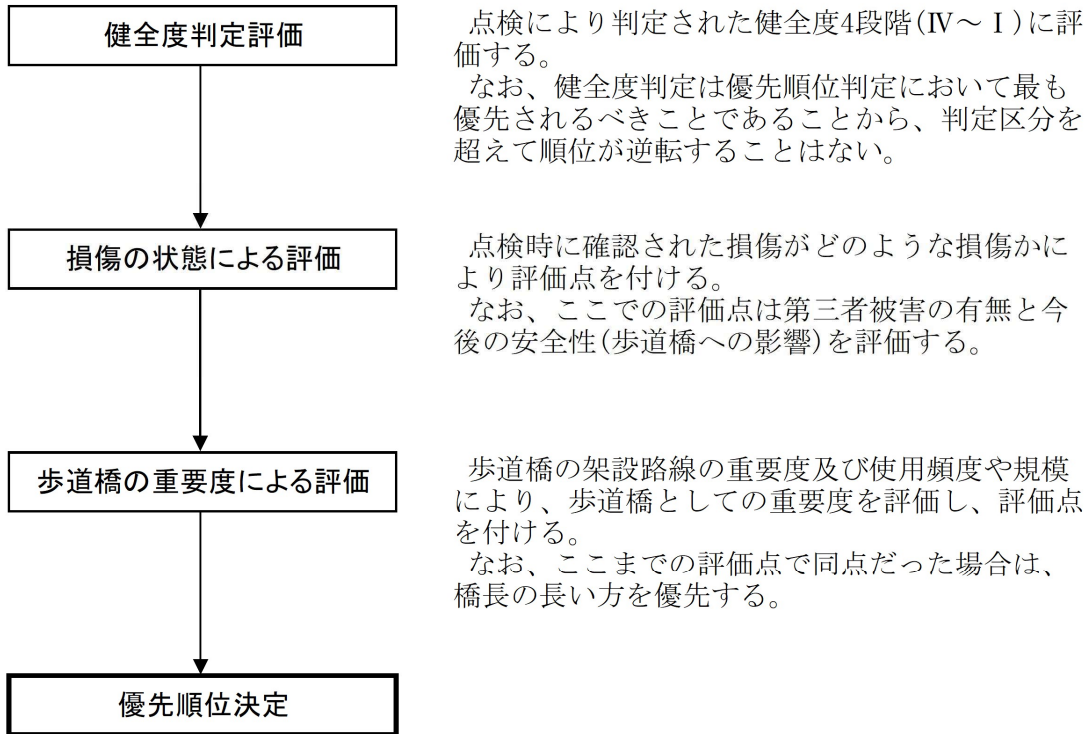 健全度判定評価
点検により判定された健全度4段階(Ⅳ～Ⅰ)に評
価する。
なお、健全度判定は優先順位判定において最も
優先されるべきことであることから、判定区分を
超えて順位が逆転することはない。
損傷の状態による評価
点検時に確認された損傷がどのような損傷かに
より評価点を付ける。
なお、ここでの評価点は第三者被害の有無と今
後の安全性(歩道橋への影響)を評価する。
歩道橋の重要度による評価
歩道橋の架設路線の重要度及び使用頻度や規模
により、歩道橋としての重要度を評価し、評価点
を付ける。
なお、ここまでの評価点で同点だった場合は、
橋長の長い方を優先する。
優先順位決定